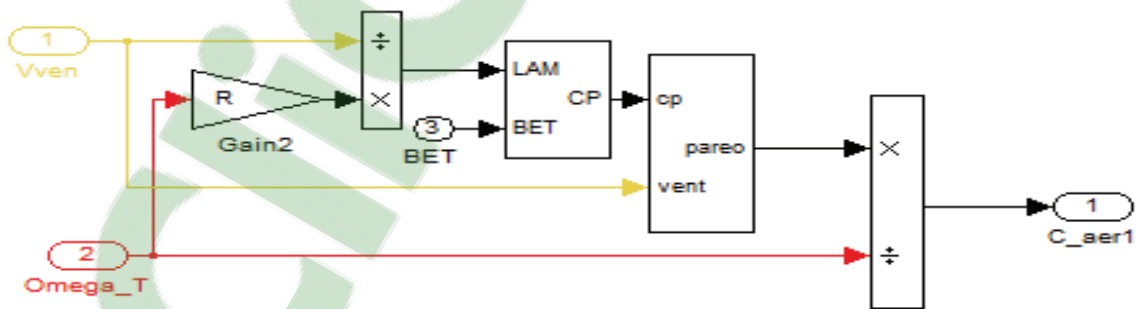 1
Vven
÷
×
R
Gain2
LAM
CP
BET
3
BET
cp
pareo
vent
×
÷
1
C_aer1
2
Omega_T